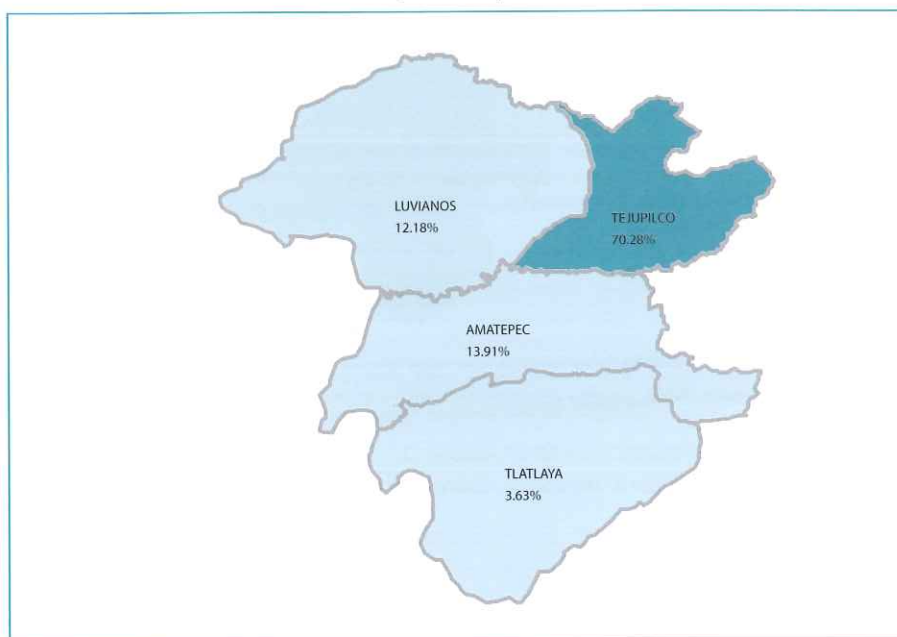 LUVIANOS
12.18%
TEJUPILCO
70.28%
AMATEPEC
13.91%
TLATLAYA
3.63%